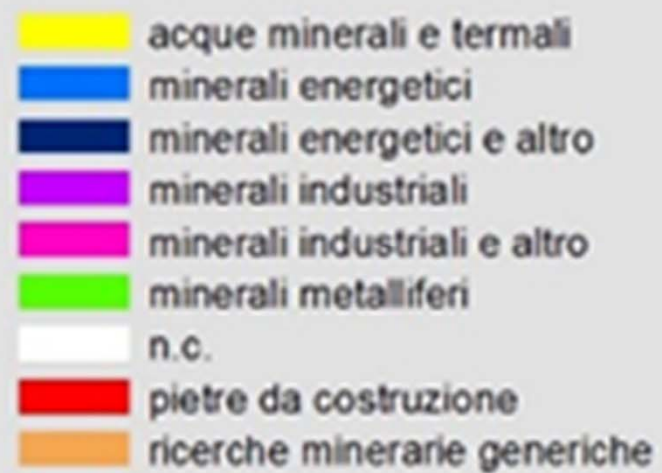 acque minerali e termali
minerali energetici
minerali energetici e altro
minerali industriali
minerali industriali e altro
minerali metalliferi
n.c.
pietre da costruzione
ricerche minerarie generiche